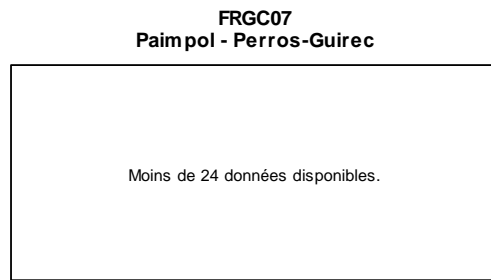 FRGC07
Paimpol - Perros-Guirec
Moins de 24 données disponibles.